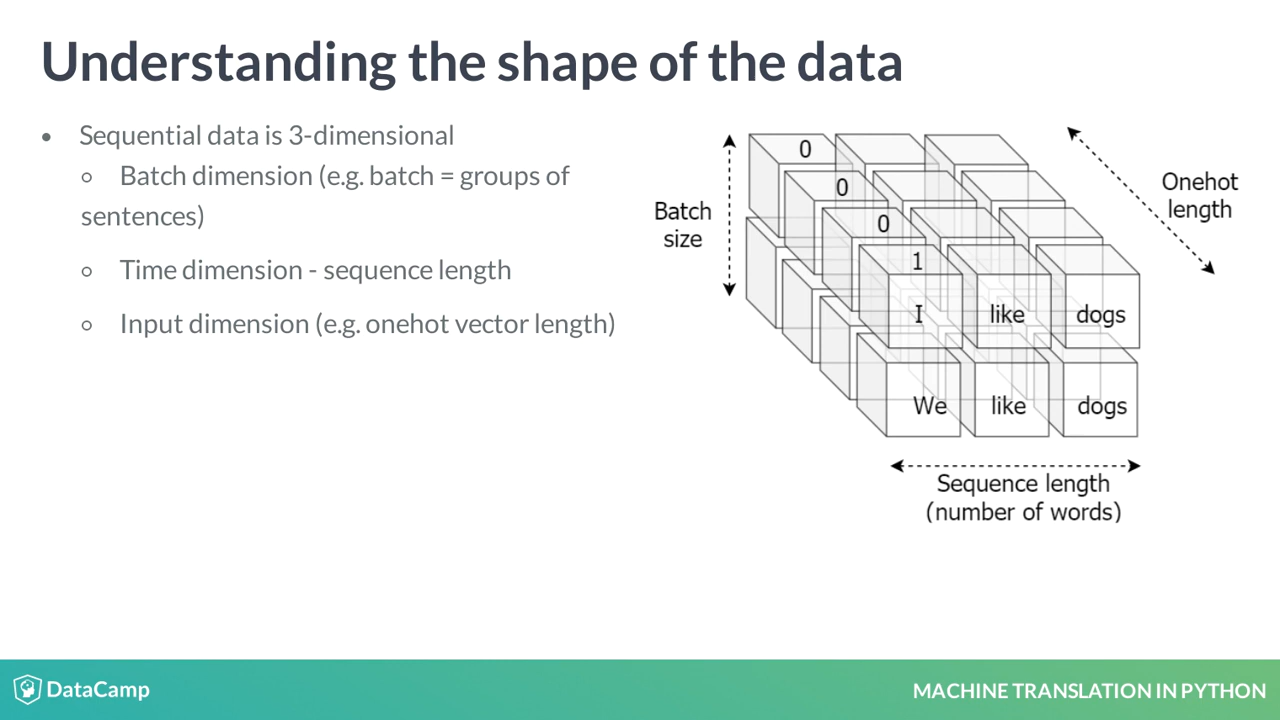 Understanding the shape of the data
• Sequential data is 3-dimensional
○ Batch dimension (e.g. batch = groups of
sentences)
○ Time dimension - sequence length
○ Input dimension (e.g. onehot vector length)
Batch
size
0
0
0
1
Onehot
length
I like dogs
We like dogs
Sequence length
(number of words)
DataCamp
MACHINE TRANSLATION IN PYTHON